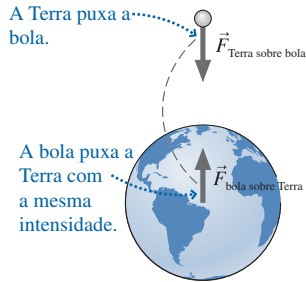 A Terra puxa a
bola.
F⃗ Terra sobre bola
A bola puxa a
Terra com
a mesma
intensidade.
F⃗ bola sobre Terra